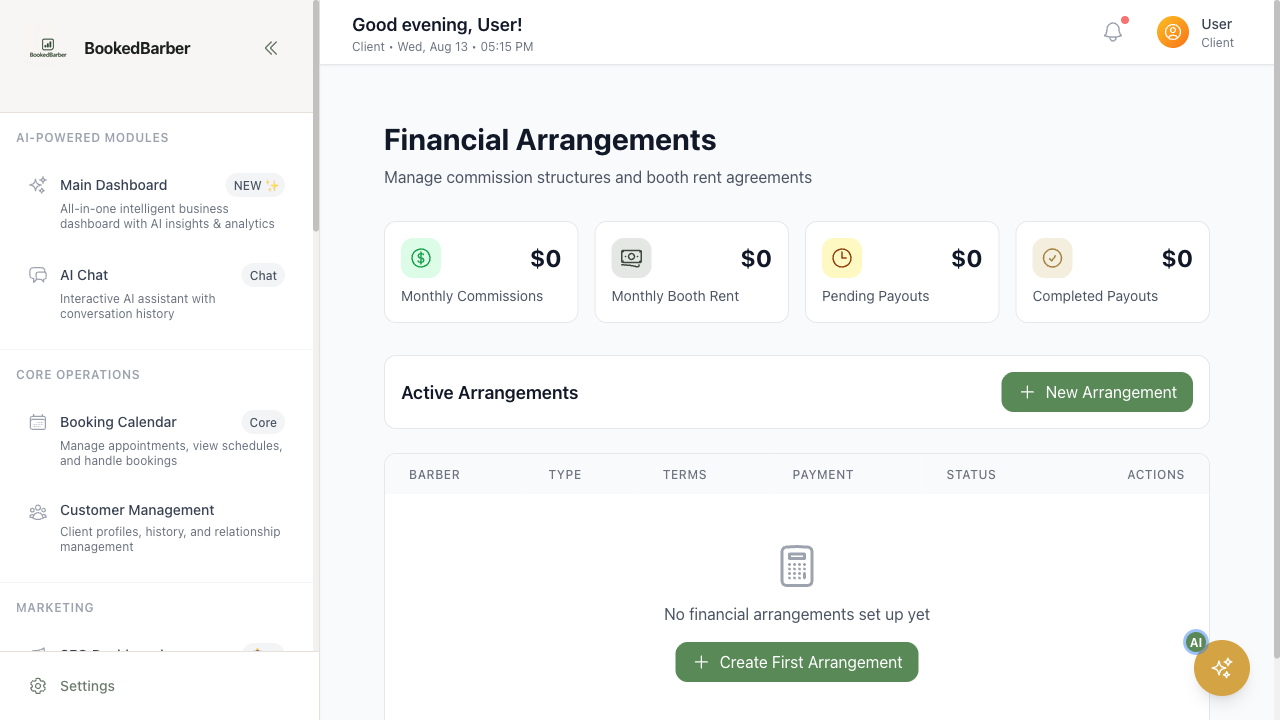 BookedBarber
BookedBarber
AI-POWERED MODULES
Main Dashboard
NEW ✨
All-in-one intelligent business
dashboard with AI insights & analytics
AI Chat
Chat
Interactive AI assistant with
conversation history
CORE OPERATIONS
Booking Calendar
Core
Manage appointments, view schedules,
and handle bookings
Customer Management
Client profiles, history, and relationship
management
MARKETING
Settings
Good evening, User!
Client • Wed, Aug 13 • 05:15 PM
User
Client
Financial Arrangements
Manage commission structures and booth rent agreements
$0
Monthly Commissions
$0
Monthly Booth Rent
$0
Pending Payouts
$0
Completed Payouts
Active Arrangements
New Arrangement
BARBER TYPE TERMS PAYMENT STATUS ACTIONS
No financial arrangements set up yet
Create First Arrangement
AI